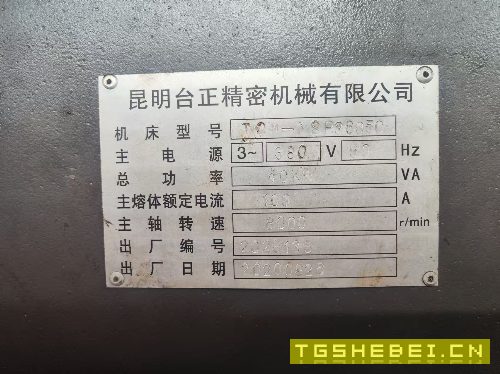 昆明台正精密机械有限公司
机床型号
主电源 3~ 380 V 50 Hz
总功率 VA
主熔体额定电流 A
主轴转速 r/min
出厂编号
出厂日期
TGSHEBEI.CN